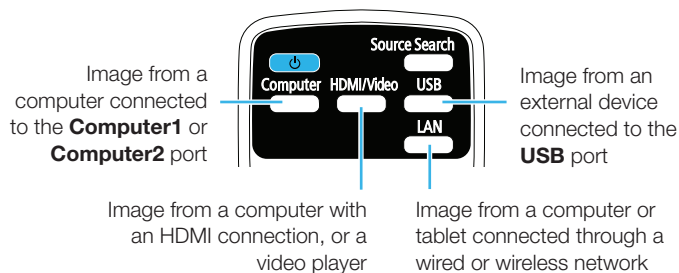 Source Search
Computer HDMI/Video USB
LAN
Image from a
computer connected
to the Computer1 or
Computer2 port
Image from an
external device
connected to the
USB port
Image from a computer with
an HDMI connection, or a
video player
Image from a computer or
tablet connected through a
wired or wireless network